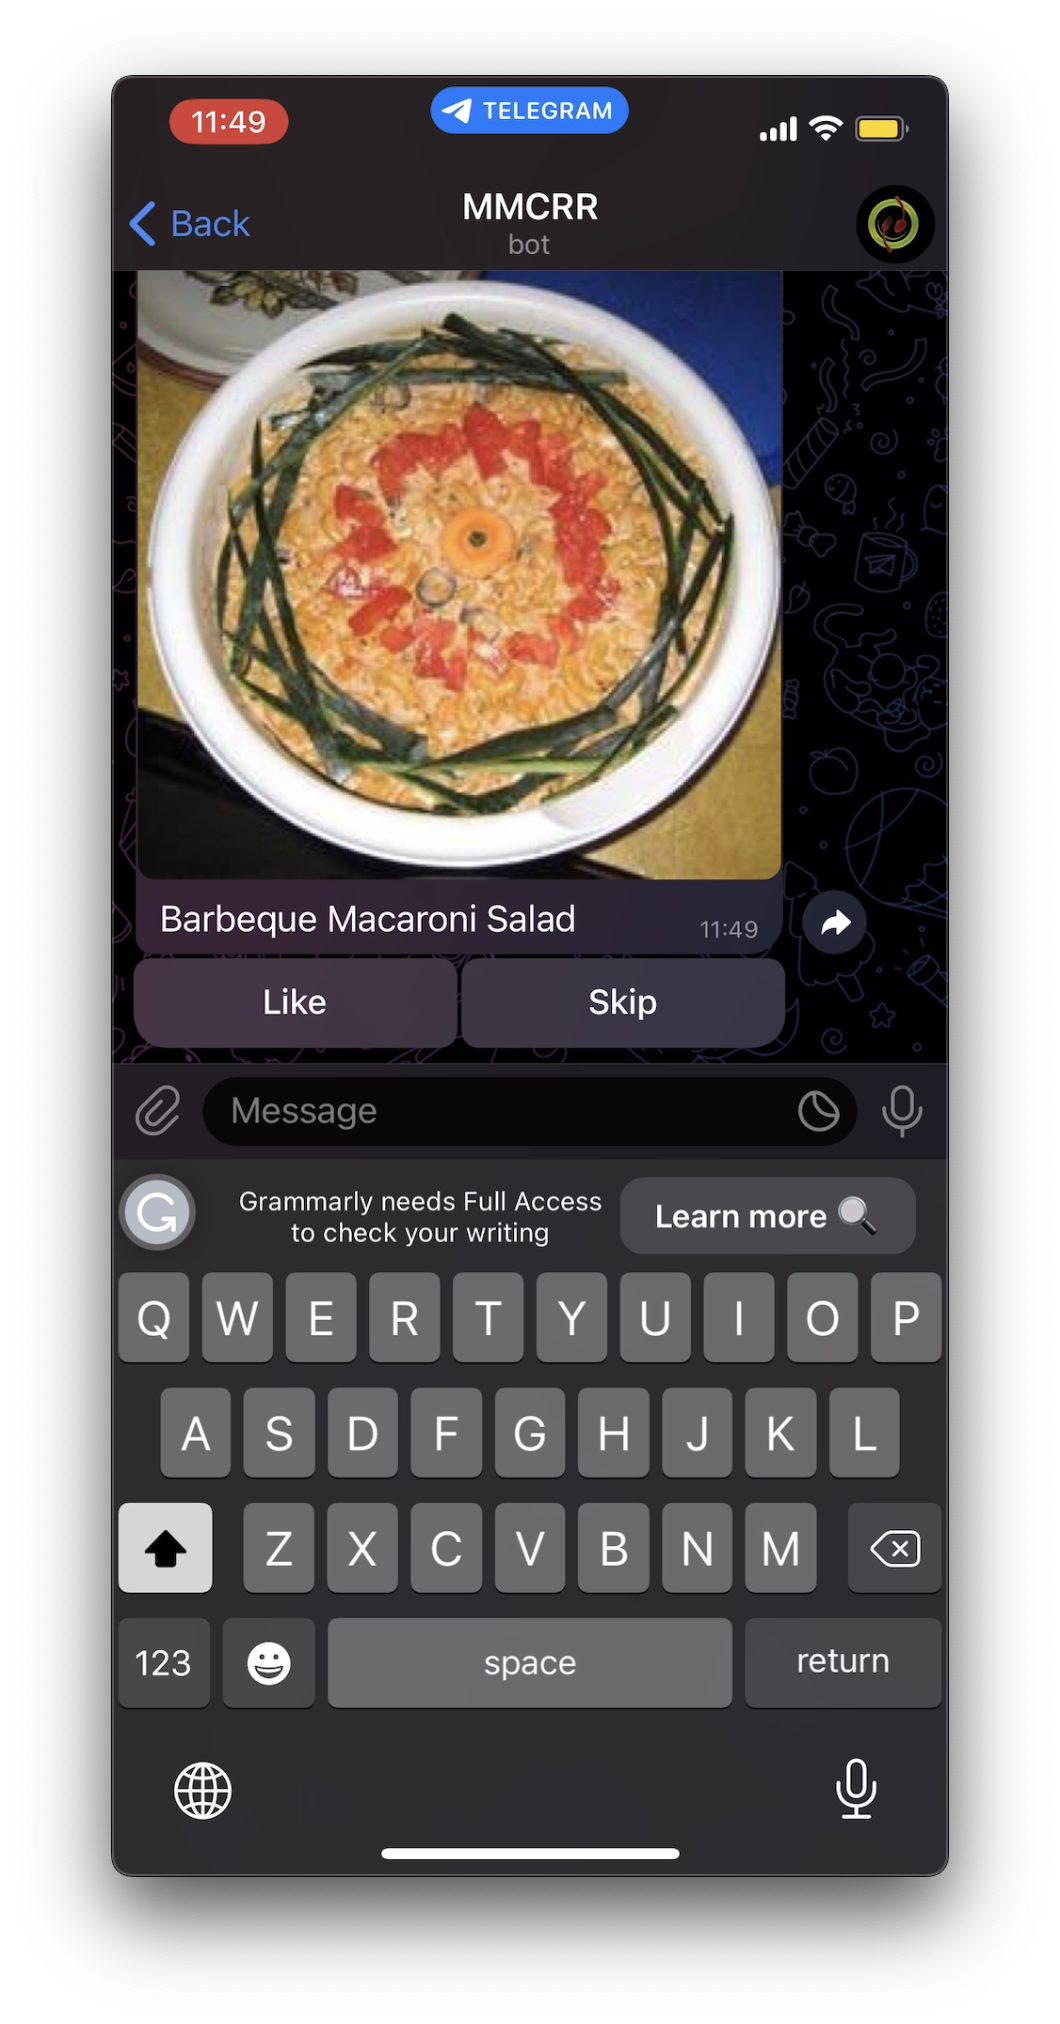 11:49
TELEGRAM
Back
MMCRR
bot
Barbeque Macaroni Salad
11:49
Like
Skip
Message
Grammarly needs Full Access
to check your writing
Learn more
Q W E R T Y U I O P
A S D F G H J K L
Z X C V B N M
123
space
return